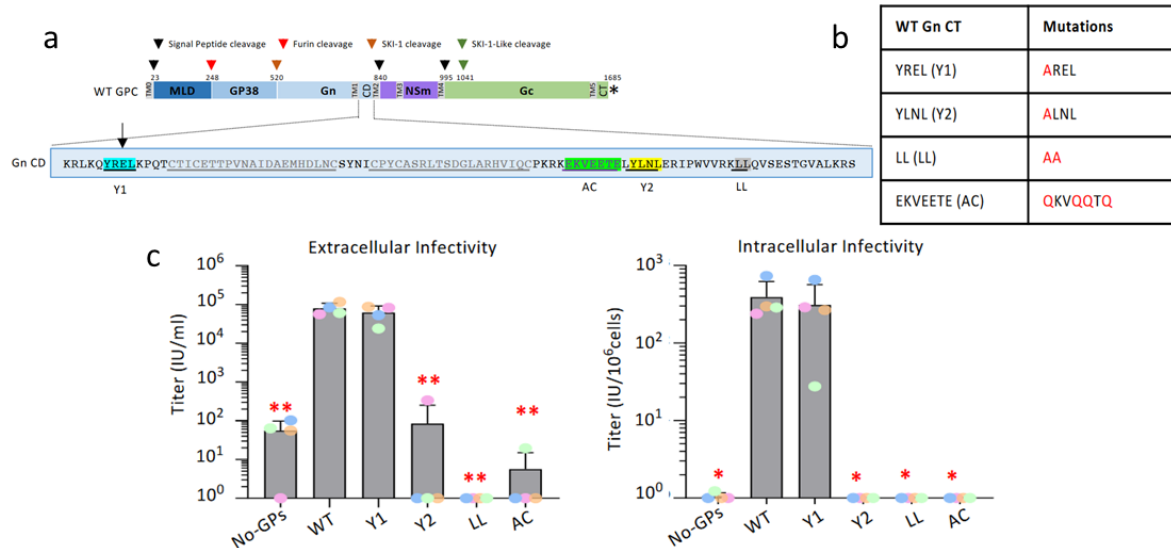 a
Signal Peptide cleavage
Furin cleavage
SKI-1 cleavage
SKI-1-Like cleavage
23 248 520 840 995 1041 1685
WT GPC TM0 MLD GP38 Gn TM1 CD TM2 TM3 NSm TM4 Gc TM5 CT *
Gn CD KRLKQYRELKPQTCTICETTPVNAIDAEMHDLNCSYNICPYCASRLTSDGLARHVIQCPKRKEKVEETELYLNLERIPWVVRKLLQVSESTGVALKRS
Y1 AC Y2 LL
b
WT Gn CT Mutations
YREL (Y1) AREL
YLNL (Y2) ALNL
LL (LL) AA
EKVEETE (AC) QKVQQTQ
c
Extracellular Infectivity
Titer (IU/ml)
10⁶
10⁵
10⁴
10³
10²
10¹
10⁰
** ** ** **
No-GPs WT Y1 Y2 LL AC
Intracellular Infectivity
Titer (IU/10⁶cells)
10³
10²
10¹
10⁰
* * * *
No-GPs WT Y1 Y2 LL AC